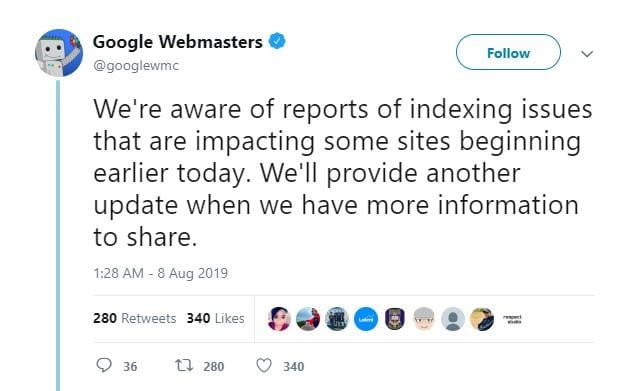 Google Webmasters
@googlewmc
Follow
We're aware of reports of indexing issues
that are impacting some sites beginning
earlier today. We'll provide another
update when we have more information
to share.
1:28 AM - 8 Aug 2019
280 Retweets 340 Likes
respect
studio
36 280 340